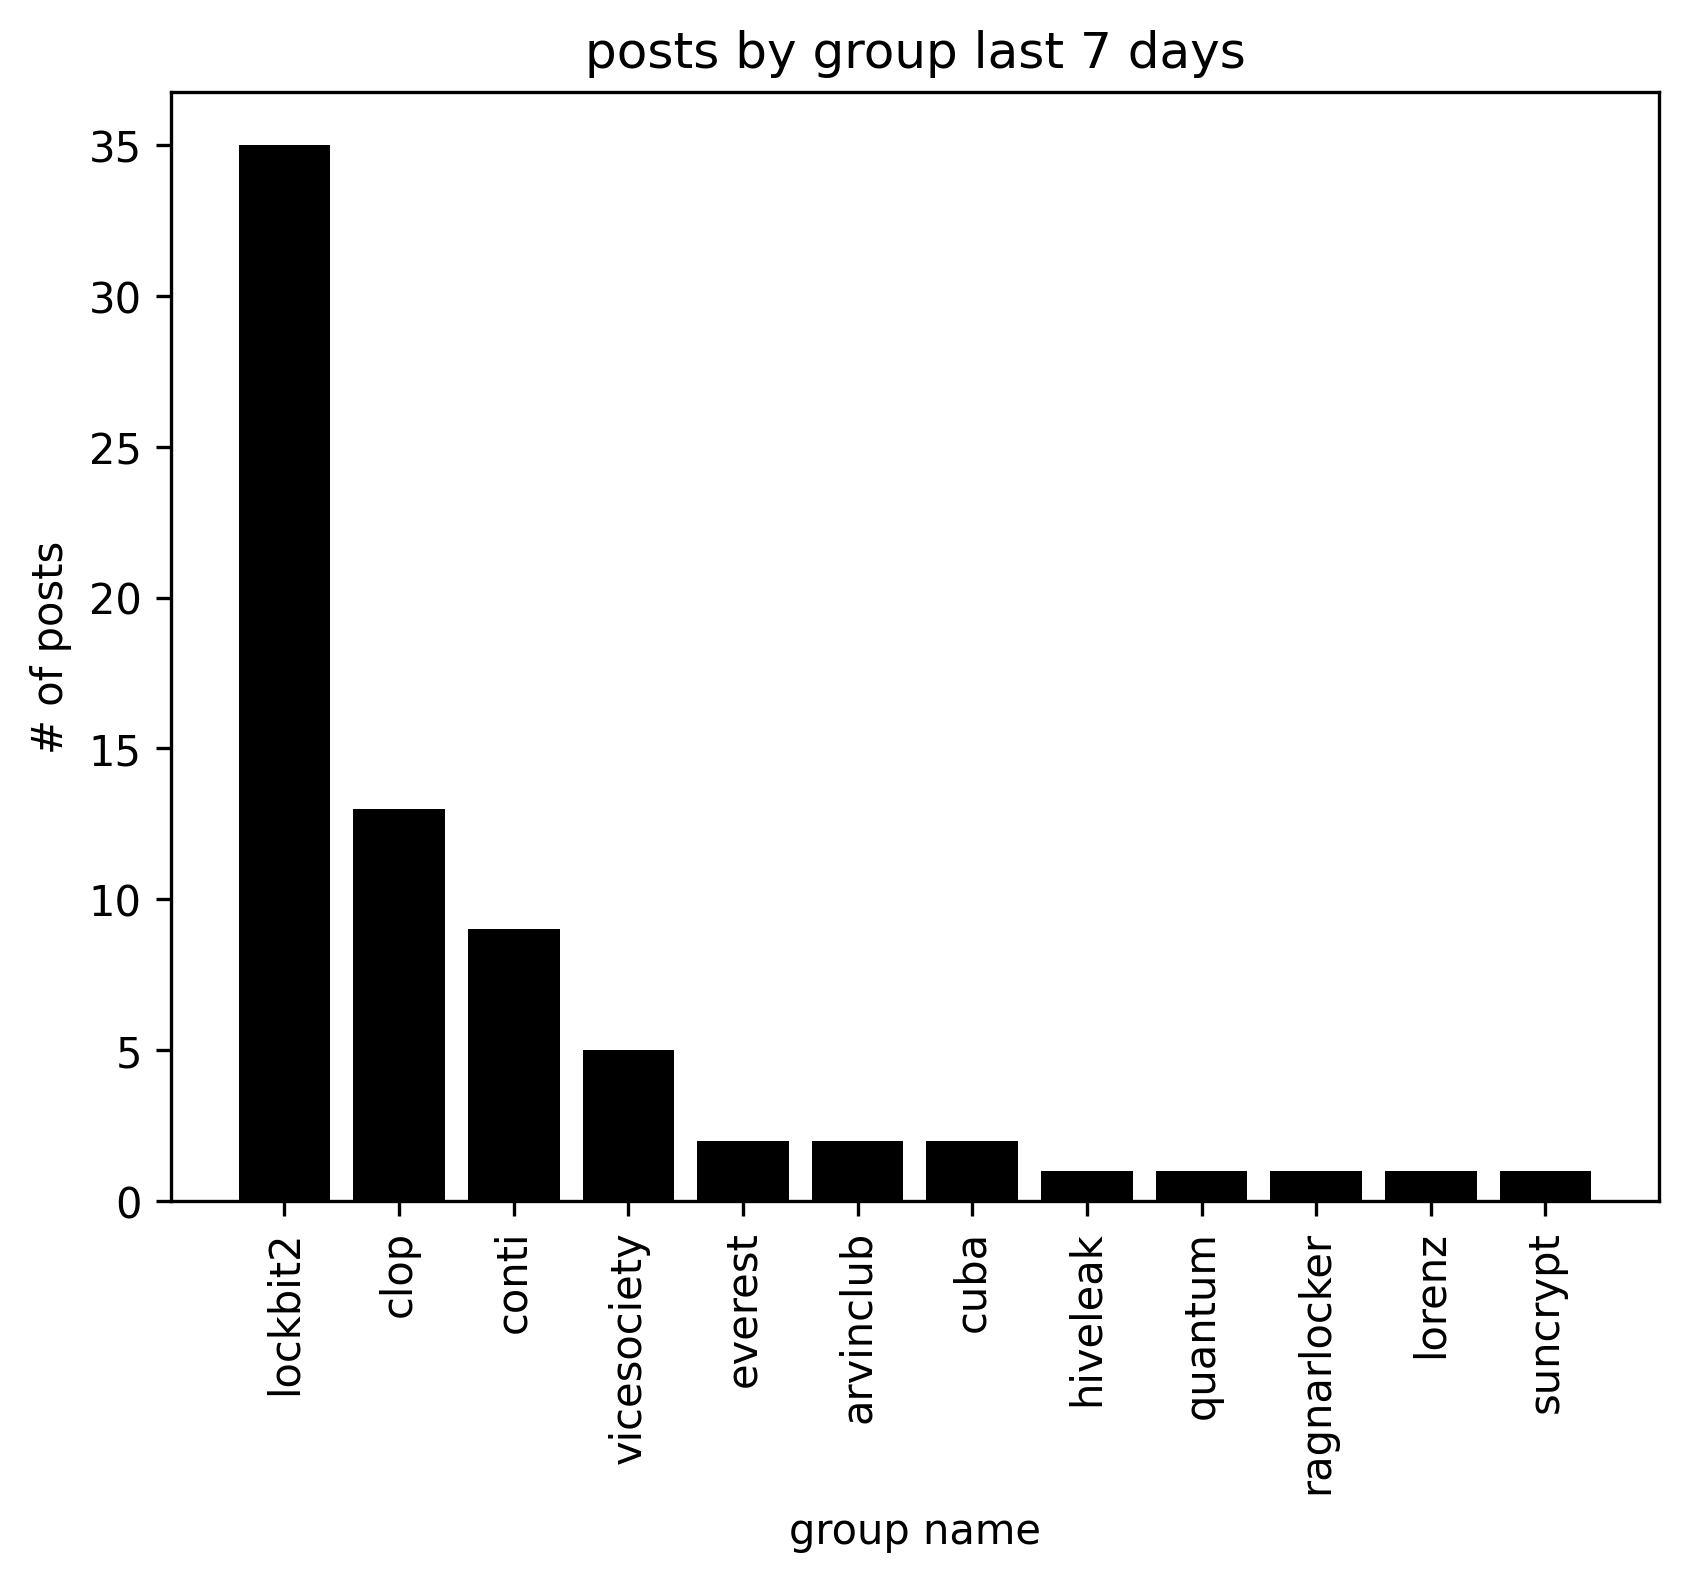 posts by group last 7 days
# of posts
35
30
25
20
15
10
5
0
lockbit2
clop
conti
vicesociety
everest
arvinclub
cuba
hiveleak
quantum
ragnarlocker
lorenz
suncrypt
group name